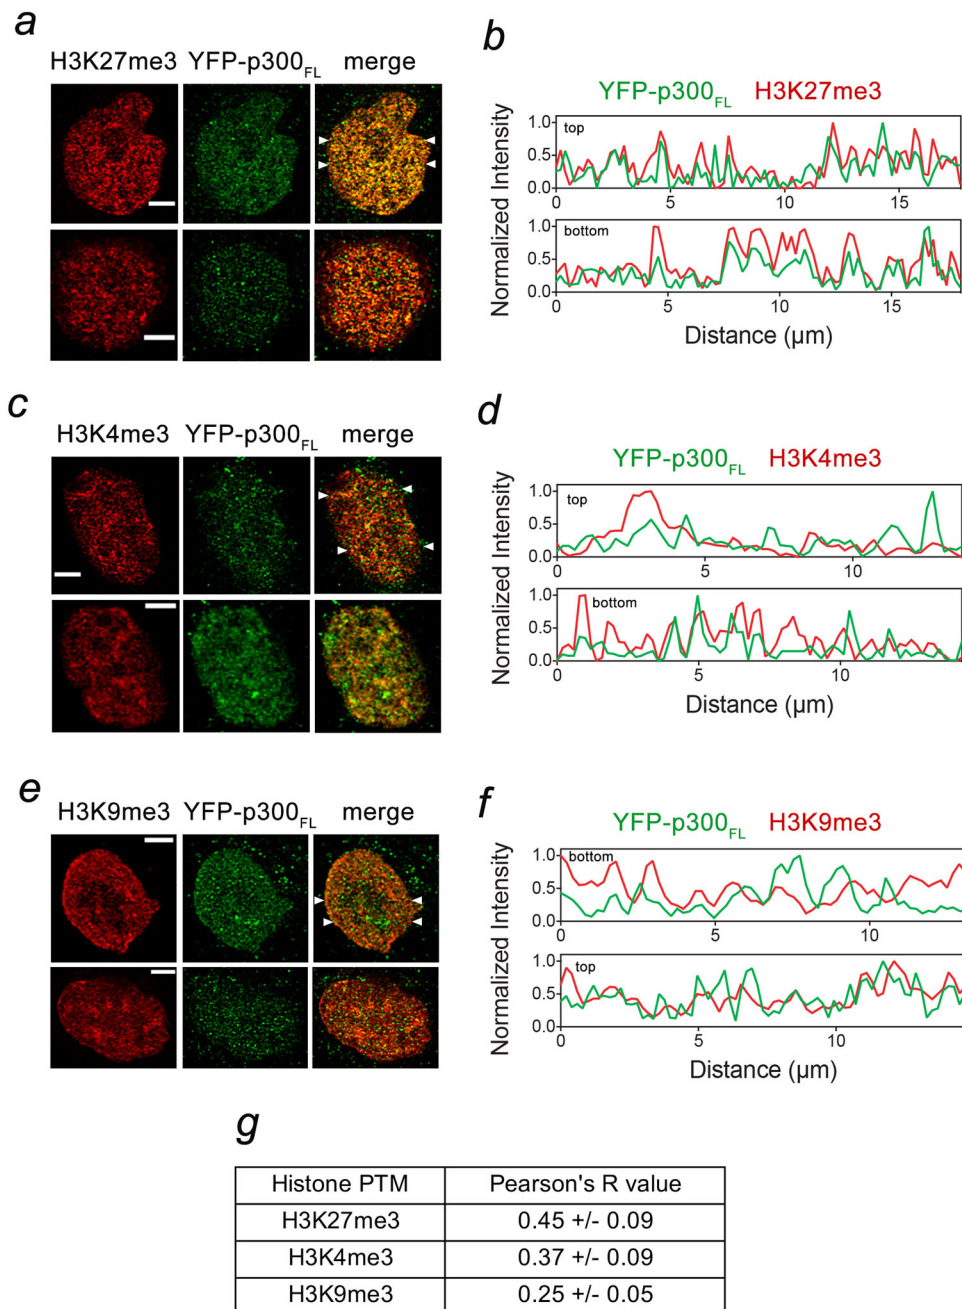 a
H3K27me3 YFP-p300FL merge
b
YFP-p300FL H3K27me3
Normalized Intensity
top
1.0
0.5
0.0
0 5 10 15
bottom
1.0
0.5
0.0
0 5 10 15
Distance (μm)
c
H3K4me3 YFP-p300FL merge
d
YFP-p300FL H3K4me3
Normalized Intensity
top
1.0
0.5
0.0
0 5 10
bottom
1.0
0.5
0.0
0 5 10
Distance (μm)
e
H3K9me3 YFP-p300FL merge
f
YFP-p300FL H3K9me3
Normalized Intensity
bottom
1.0
0.5
0.0
0 5 10
top
1.0
0.5
0.0
0 5 10
Distance (μm)
g
Histone PTM Pearson's R value
H3K27me3 0.45 +/- 0.09
H3K4me3 0.37 +/- 0.09
H3K9me3 0.25 +/- 0.05